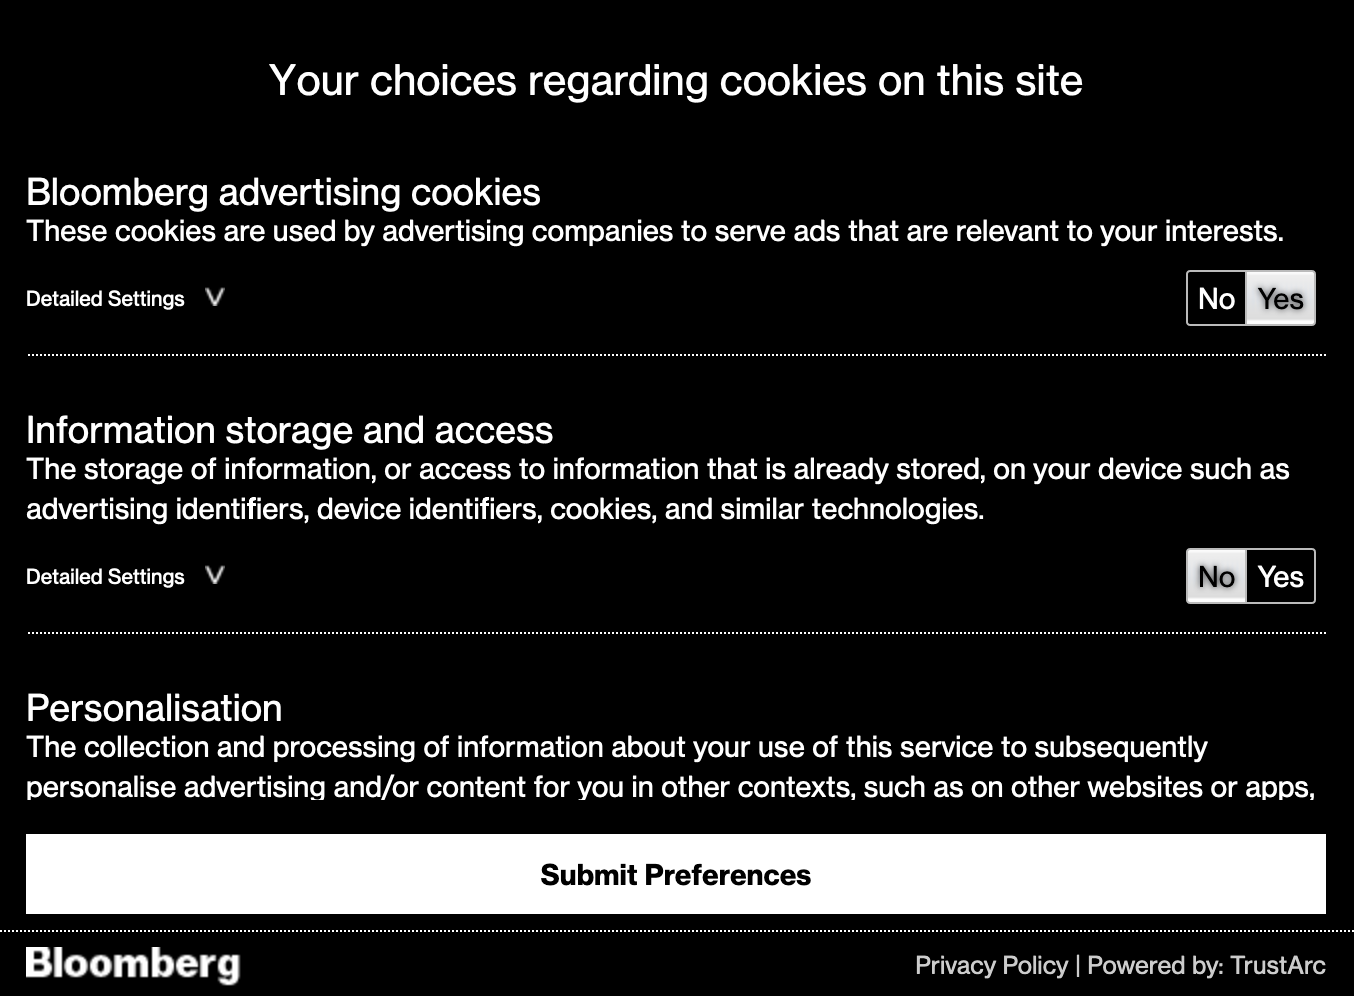 Your choices regarding cookies on this site
Bloomberg advertising cookies
These cookies are used by advertising companies to serve ads that are relevant to your interests.
Detailed Settings V
No Yes
Information storage and access
The storage of information, or access to information that is already stored, on your device such as
advertising identifiers, device identifiers, cookies, and similar technologies.
Detailed Settings V
No Yes
Personalisation
The collection and processing of information about your use of this service to subsequently
personalise advertising and/or content for you in other contexts, such as on other websites or apps,
Submit Preferences
Bloomberg
Privacy Policy | Powered by: TrustArc